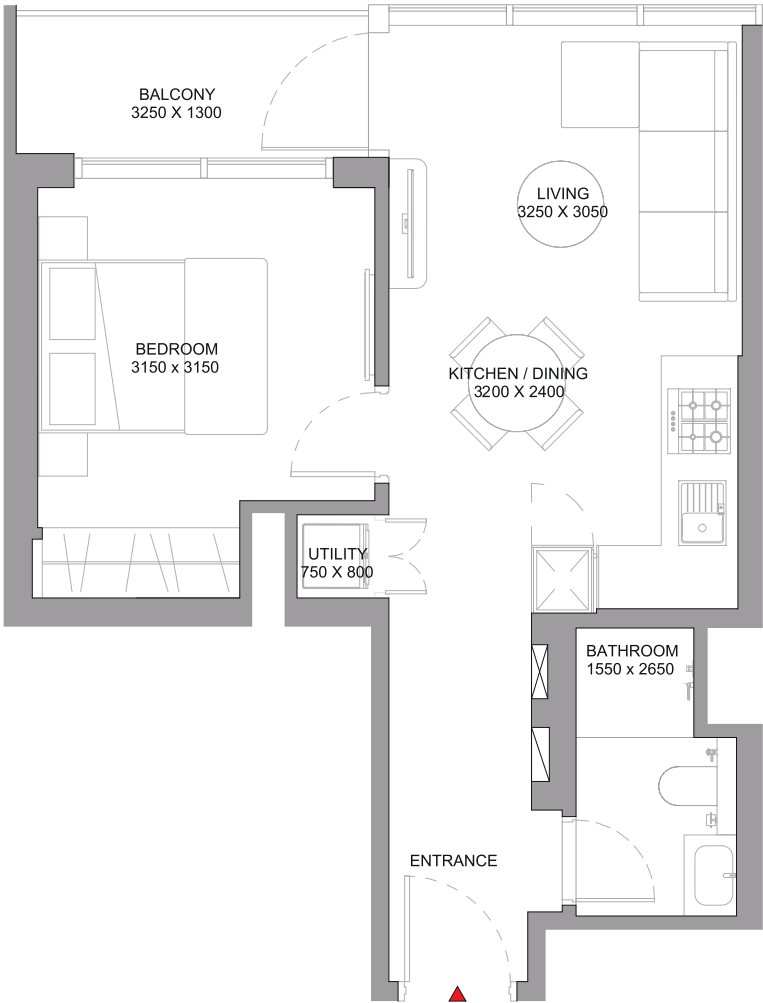 BALCONY
3250 X 1300
LIVING
3250 X 3050
BEDROOM
3150 x 3150
KITCHEN / DINING
3200 X 2400
UTILITY
750 X 800
BATHROOM
1550 x 2650
ENTRANCE